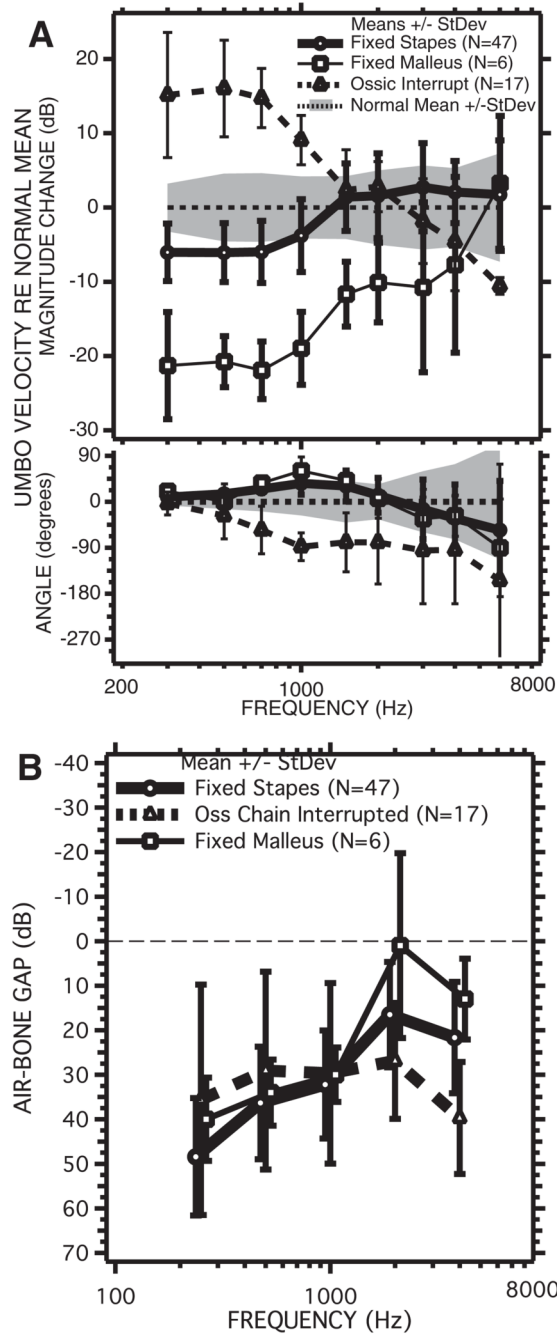 A
Means +/- StDev
Fixed Stapes (N=47)
Fixed Malleus (N=6)
Ossic Interrupt (N=17)
Normal Mean +/-StDev
UMBO VELOCITY RE NORMAL MEAN
MAGNITUDE CHANGE (dB)
20
10
0
-10
-20
-30
ANGLE (degrees)
90
0
-90
-180
-270
200
1000
8000
FREQUENCY (Hz)
B
Mean +/- StDev
Fixed Stapes (N=47)
Oss Chain Interrupted (N=17)
Fixed Malleus (N=6)
AIR-BONE GAP (dB)
-40
-30
-20
-10
0
10
20
30
40
50
60
70
100
1000
8000
FREQUENCY (Hz)